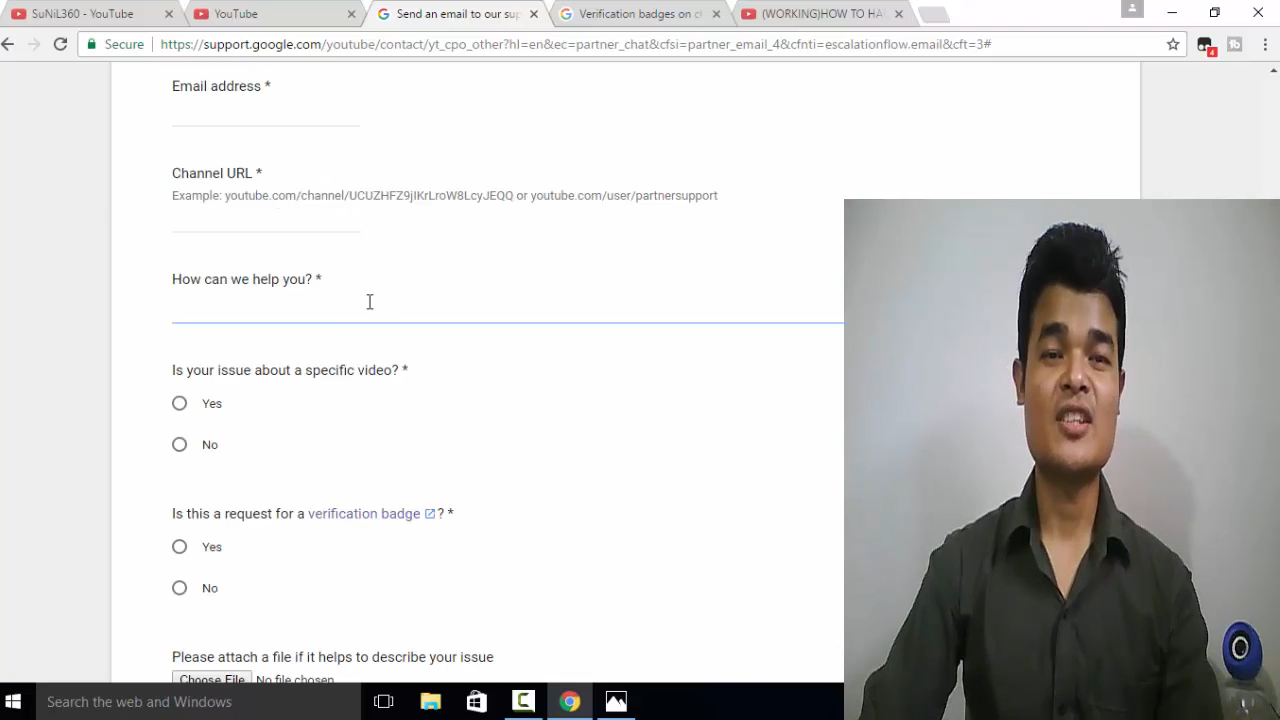 SuNiL360 - YouTube
YouTube
Send an email to our sup
Verification badges on c
(WORKING)HOW TO HA
Secure
https://support.google.com/youtube/contact/yt_cpo_other?hl=en&ec=partner_chat&cfsi=partner_email_4&cfnti=escalationflow.email&cft=3#
4
Email address *
Channel URL *
Example: youtube.com/channel/UCUZHFZ9jIKrLroW8LcyJEQQ or youtube.com/user/partnersupport
How can we help you? *
Is your issue about a specific video? *
Yes
No
Is this a request for a verification badge ? *
Yes
No
Please attach a file if it helps to describe your issue
Choose File No file chosen
Search the web and Windows